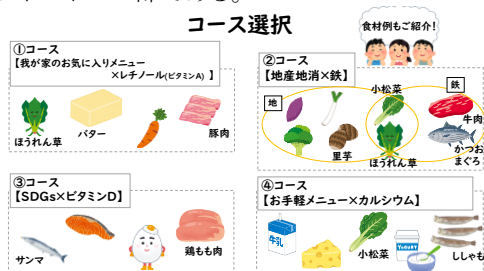 コース選択
食材例もご紹介!
①コース
【我が家のお気に入りメニュー
×レチノール(ビタミンA) 】
ほうれん草
バター
豚肉
②コース
【地産地消×鉄】
地
小松菜
鉄
牛肉
里芋
ほうれん草
かつお
まぐろ
③コース
【SDGs×ビタミンD】
サンマ
鶏もも肉
④コース
【お手軽メニュー×カルシウム】
牛乳
小松菜
YOGURT
ししゃも